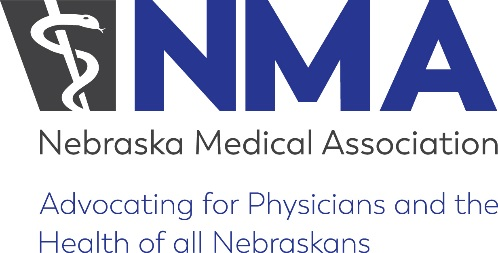 NMA
Nebraska Medical Association
Advocating for Physicians and the
Health of all Nebraskans